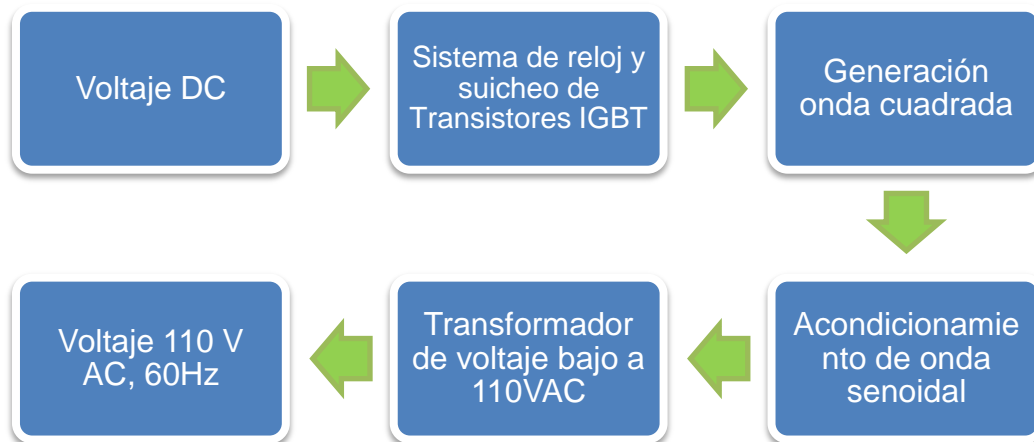 Voltaje DC
Sistema de reloj y
suicheo de
Transistores IGBT
Generación
onda cuadrada
Acondicionamie
nto de onda
senoidal
Transformador
de voltaje bajo a
110VAC
Voltaje 110 V
AC, 60Hz